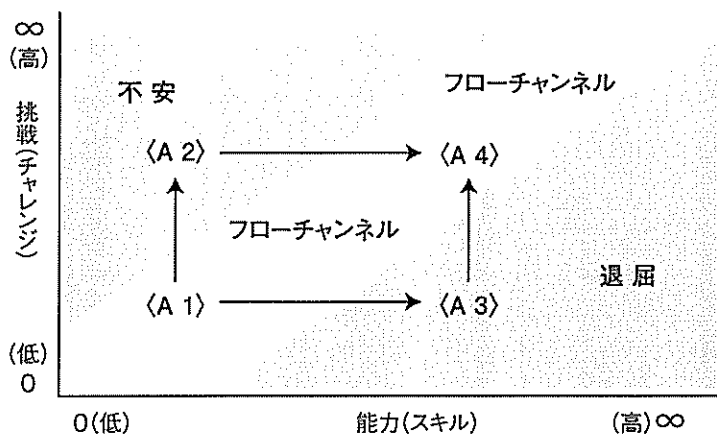 ∞
(高)
挑戦(チャレンジ)
(低)
0
不安
フローチャンネル
〈A 2〉
〈A 4〉
フローチャンネル
退屈
〈A 1〉
〈A 3〉
0(低)
能力(スキル)
(高)∞